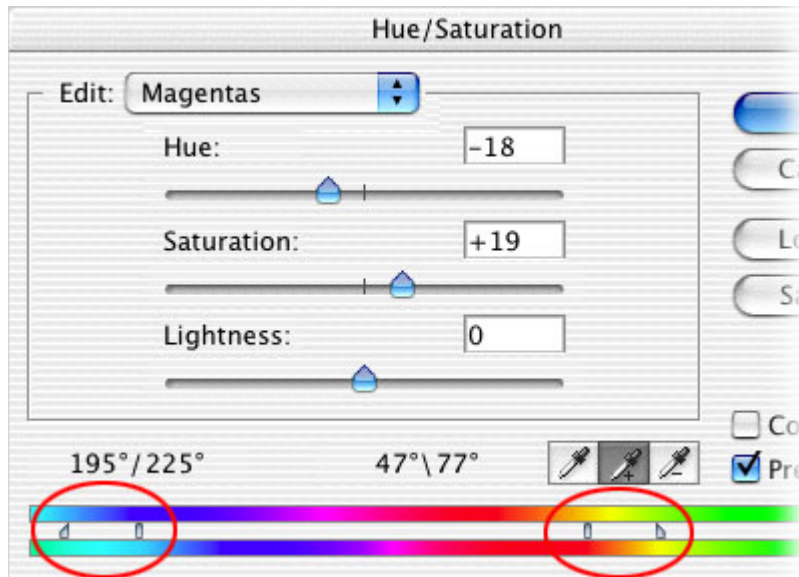 Hue/Saturation
Edit: Magentas
Hue: -18
Saturation: +19
Lightness: 0
195°/225° 47°\77°